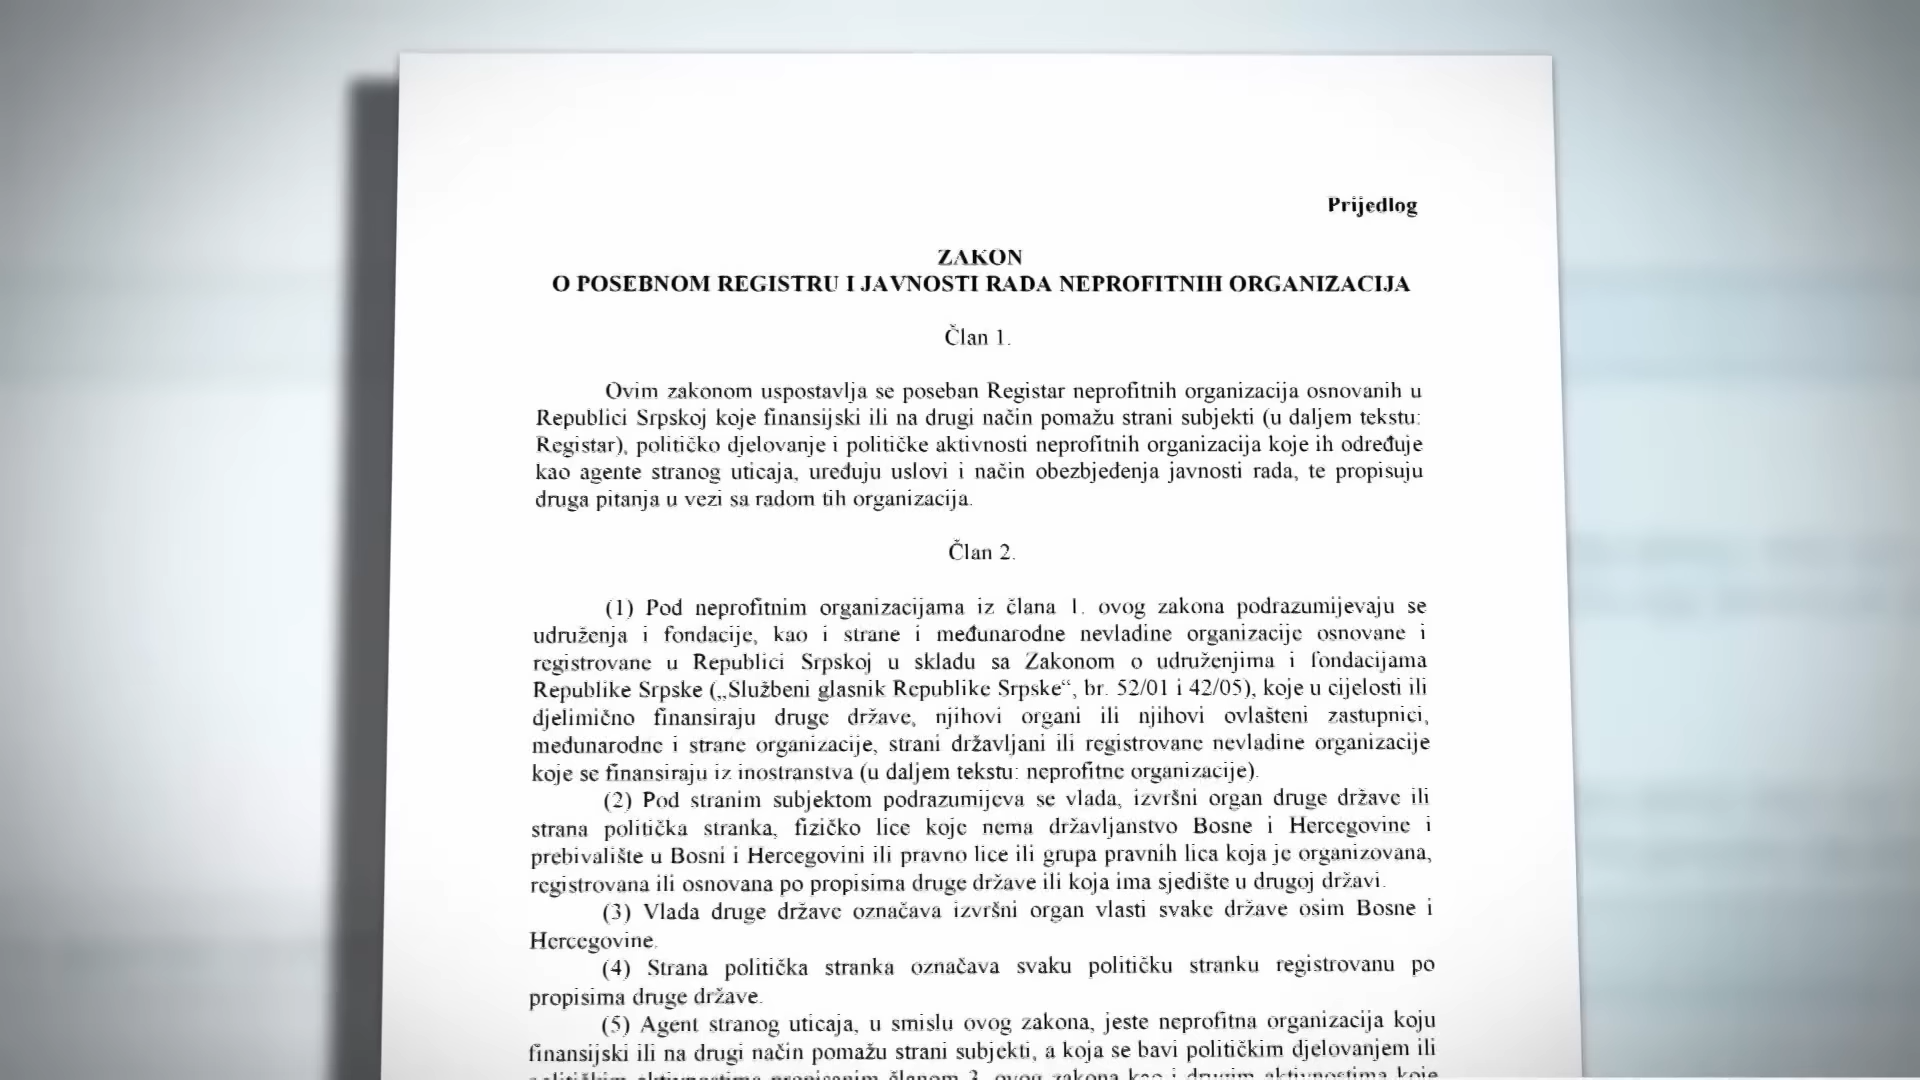 Prijedlog
ZAKON
O POSEBNOM REGISTRU I JAVNOSTI RADA NEPROFITNIH ORGANIZACIJA
Član 1.
Ovim zakonom uspostavlja se poseban Registar neprofitnih organizacija osnovanih u
Republici Srpskoj koje finansijski ili na drugi način pomažu strani subjekti (u daljem tekstu:
Registar), političko djelovanje i političke aktivnosti neprofitnih organizacija koje ih određuje
kao agente stranog uticaja, uređuju uslovi i način obezbjeđenja javnosti rada, te propisuju
druga pitanja u vezi sa radom tih organizacija.
Član 2.
(1) Pod neprofitnim organizacijama iz člana 1. ovog zakona podrazumijevaju se
udruženja i fondacije, kao i strane i međunarodne nevladine organizacije osnovane i
registrovane u Republici Srpskoj u skladu sa Zakonom o udruženjima i fondacijama
Republike Srpske („Službeni glasnik Republike Srpske“, br. 52/01 i 42/05), koje u cijelosti ili
djelimično finansiraju druge države, njihovi organi ili njihovi ovlašteni zastupnici,
međunarodne i strane organizacije, strani državljani ili registrovane nevladine organizacije
koje se finansiraju iz inostranstva (u daljem tekstu: neprofitne organizacije).
(2) Pod stranim subjektom podrazumijeva se vlada, izvršni organ druge države ili
strana politička stranka, fizičko lice koje nema državljanstvo Bosne i Hercegovine i
prebivalište u Bosni i Hercegovini ili pravno lice ili grupa pravnih lica koja je organizovana,
registrovana ili osnovana po propisima druge države ili koja ima sjedište u drugoj državi.
(3) Vlada druge države označava izvršni organ vlasti svake države osim Bosne i
Hercegovine.
(4) Strana politička stranka označava svaku političku stranku registrovanu po
propisima druge države.
(5) Agent stranog uticaja, u smislu ovog zakona, jeste neprofitna organizacija koju
finansijski ili na drugi način pomažu strani subjekti, a koja se bavi političkim djelovanjem ili
političkim aktivnostima propisanim članom 3. ovog zakona kao i drugim aktivnostima koje